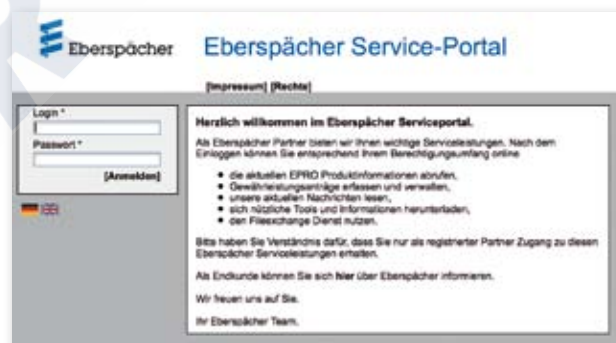 Eberspächer
Eberspächer Service-Portal
[Impressum] [Rechte]
Login *
Passwort *
[Anmelden]
Herzlich willkommen im Eberspächer Serviceportal.
Als Eberspächer Partner bieten wir Ihnen wichtige Serviceleistungen. Nach dem
Einloggen können Sie entsprechend Ihrem Berechtigungsumfang online
• die aktuellen EPRO Produktinformationen abrufen,
• Gewährleistungsanträge erfassen und verwalten,
• unsere aktuellen Nachrichten lesen,
• sich nützliche Tools und Informationen herunterladen,
• den Fileexchange Dienst nutzen.
Bitte haben Sie Verständnis dafür, dass Sie nur als registrierter Partner Zugang zu diesen
Eberspächer Serviceleistungen erhalten.
Als Endkunde können Sie sich hier über Eberspächer informieren.
Wir freuen uns auf Sie.
Ihr Eberspächer Team.